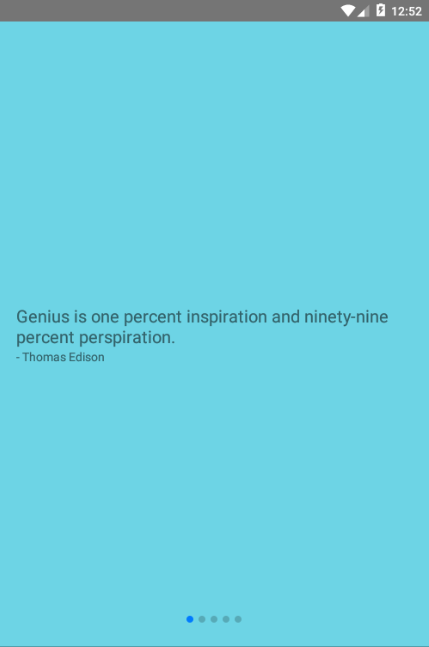 12:52
Genius is one percent inspiration and ninety-nine
percent perspiration.
- Thomas Edison